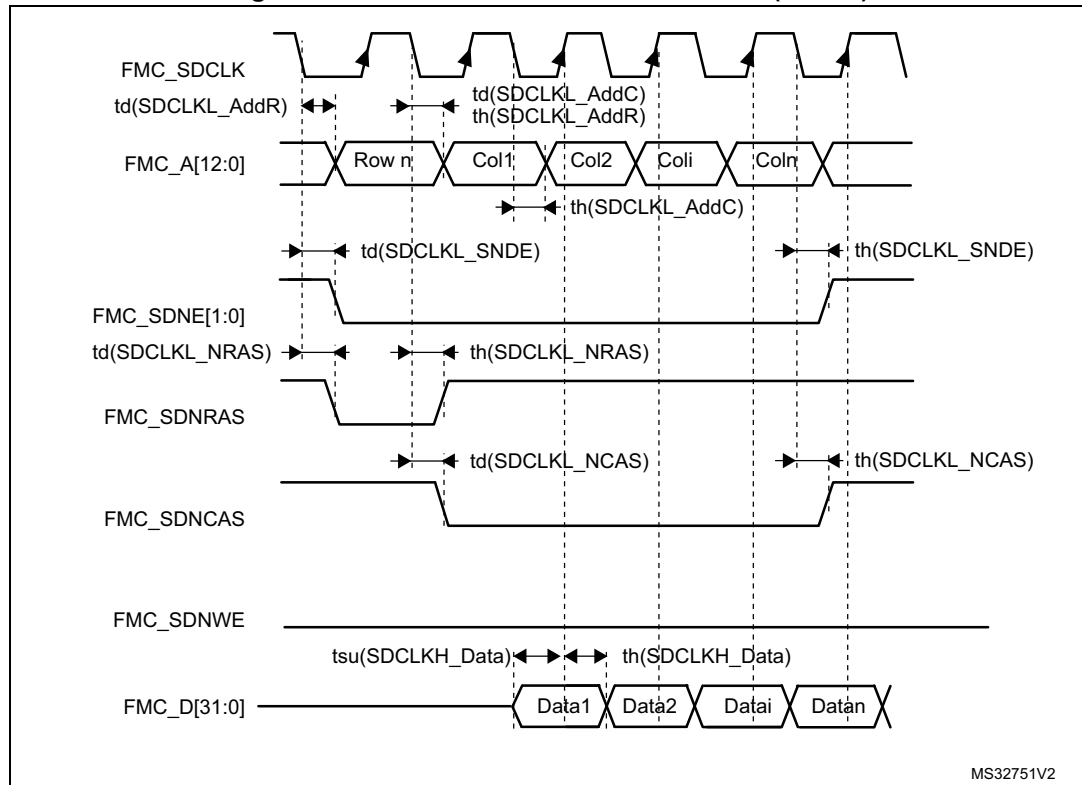 FMC_SDCLK
td(SDCLKL_AddR)
td(SDCLKL_AddC)
th(SDCLKL_AddR)
FMC_A[12:0]
Row n
Col1
Col2
Coli
Coln
th(SDCLKL_AddC)
td(SDCLKL_SNDE)
th(SDCLKL_SNDE)
FMC_SDNE[1:0]
td(SDCLKL_NRAS)
th(SDCLKL_NRAS)
FMC_SDNRAS
td(SDCLKL_NCAS)
th(SDCLKL_NCAS)
FMC_SDNCAS
FMC_SDNWE
tsu(SDCLKH_Data)
th(SDCLKH_Data)
FMC_D[31:0]
Data1
Data2
Datai
Datan
MS32751V2